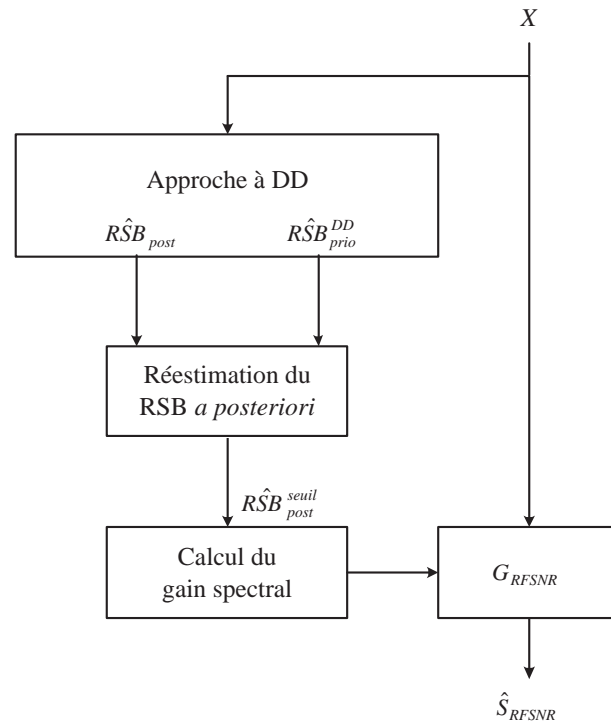 X
Approche à DD
RŜB_post RŜB_prio^DD
Réestimation du
RSB a posteriori
RŜB_post^seuil
Calcul du
gain spectral
G_RFSNR
Ŝ_RFSNR